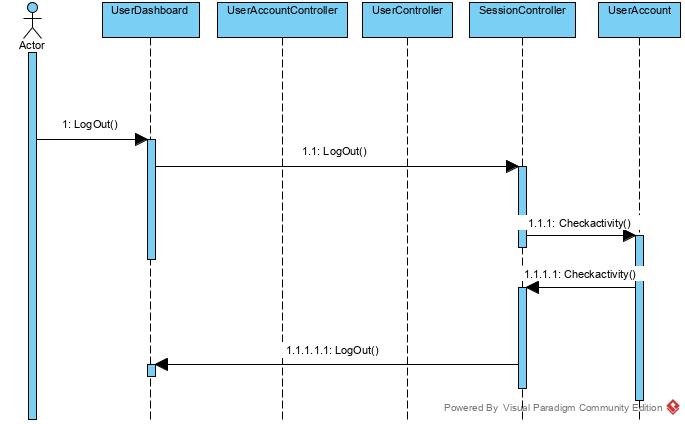 UserDashboard
UserAccountController
UserController
SessionController
UserAccount
Actor
1: LogOut()
1.1: LogOut()
1.1.1: Checkactivity()
1.1.1.1: Checkactivity()
1.1.1.1.1: LogOut()
Powered By Visual Paradigm Community Edition